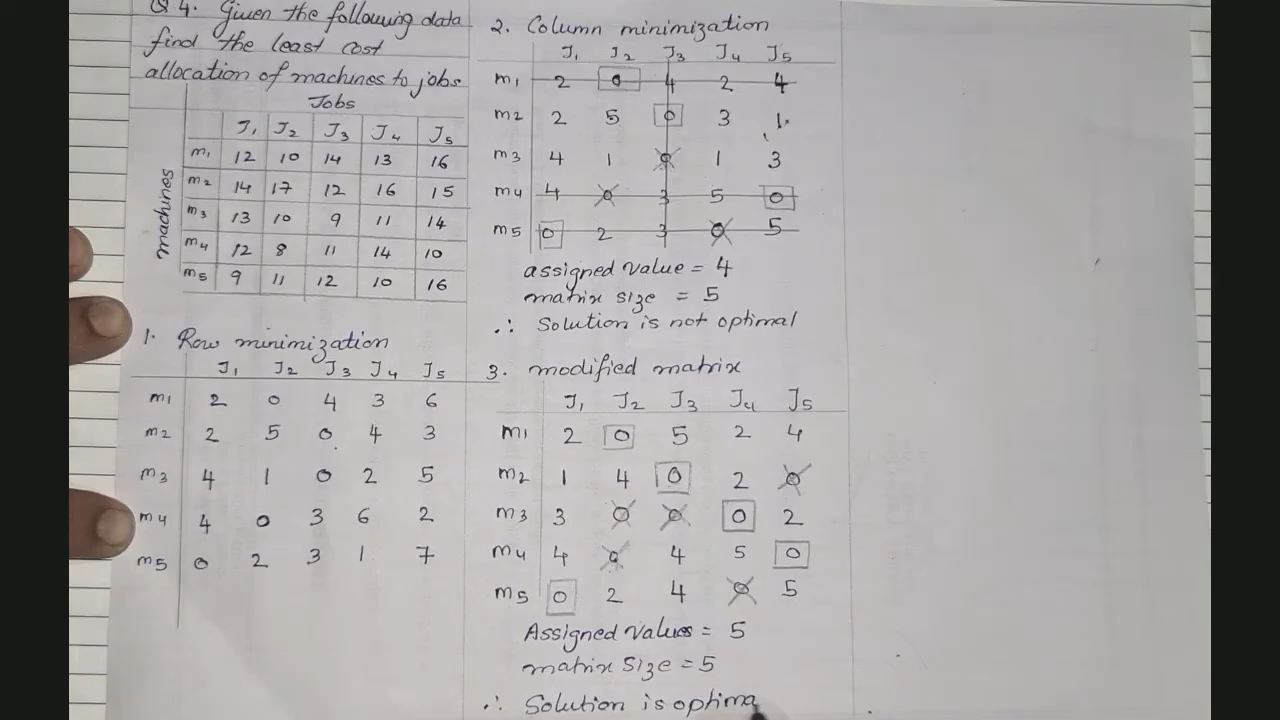 Q 4. Given the following data
find the least cost
allocation of machines to jobs
Jobs
machines
J1 J2 J3 J4 J5
m1 12 10 14 13 16
m2 14 17 12 16 15
m3 13 10 9 11 14
m4 12 8 11 14 10
m5 9 11 12 10 16
1. Row minimization
J1 J2 J3 J4 J5
m1 2 0 4 3 6
m2 2 5 0 4 3
m3 4 1 0 2 5
m4 4 0 3 6 2
m5 0 2 3 1 7
2. Column minimization
J1 J2 J3 J4 J5
m1 2 0 4 2 4
m2 2 5 0 3 1
m3 4 1 0 1 3
m4 4 0 3 5 0
m5 0 2 3 0 5
assigned value = 4
matrix size = 5
∴ Solution is not optimal
3. modified matrix
J1 J2 J3 J4 J5
m1 2 0 5 2 4
m2 1 4 0 2 0
m3 3 0 0 0 2
m4 4 0 4 5 0
m5 0 2 4 0 5
Assigned values = 5
matrix size = 5
∴ Solution is optima